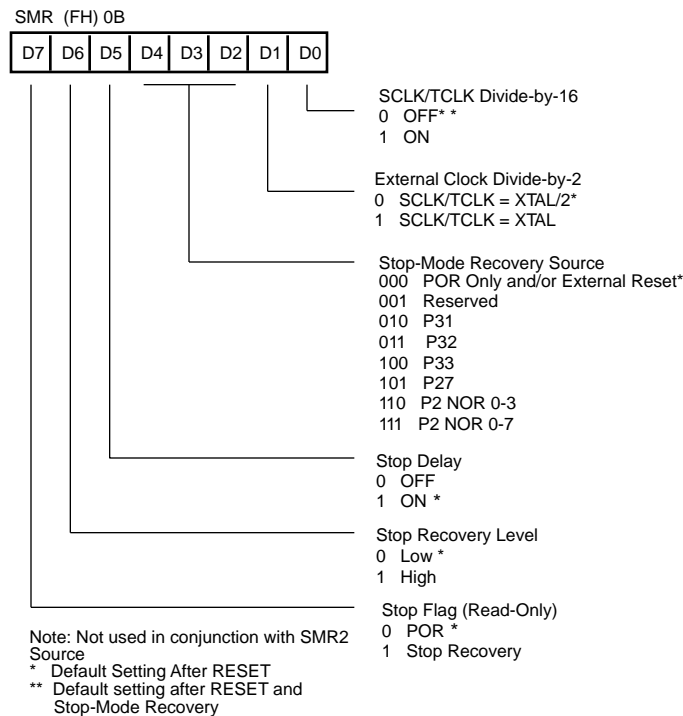 SMR (FH) 0B
D7 D6 D5 D4 D3 D2 D1 D0
SCLK/TCLK Divide-by-16
0 OFF* *
1 ON
External Clock Divide-by-2
0 SCLK/TCLK = XTAL/2*
1 SCLK/TCLK = XTAL
Stop-Mode Recovery Source
000 POR Only and/or External Reset*
001 Reserved
010 P31
011 P32
100 P33
101 P27
110 P2 NOR 0-3
111 P2 NOR 0-7
Stop Delay
0 OFF
1 ON *
Stop Recovery Level
0 Low *
1 High
Stop Flag (Read-Only)
0 POR *
1 Stop Recovery
Note: Not used in conjunction with SMR2
Source
* Default Setting After RESET
** Default setting after RESET and
Stop-Mode Recovery